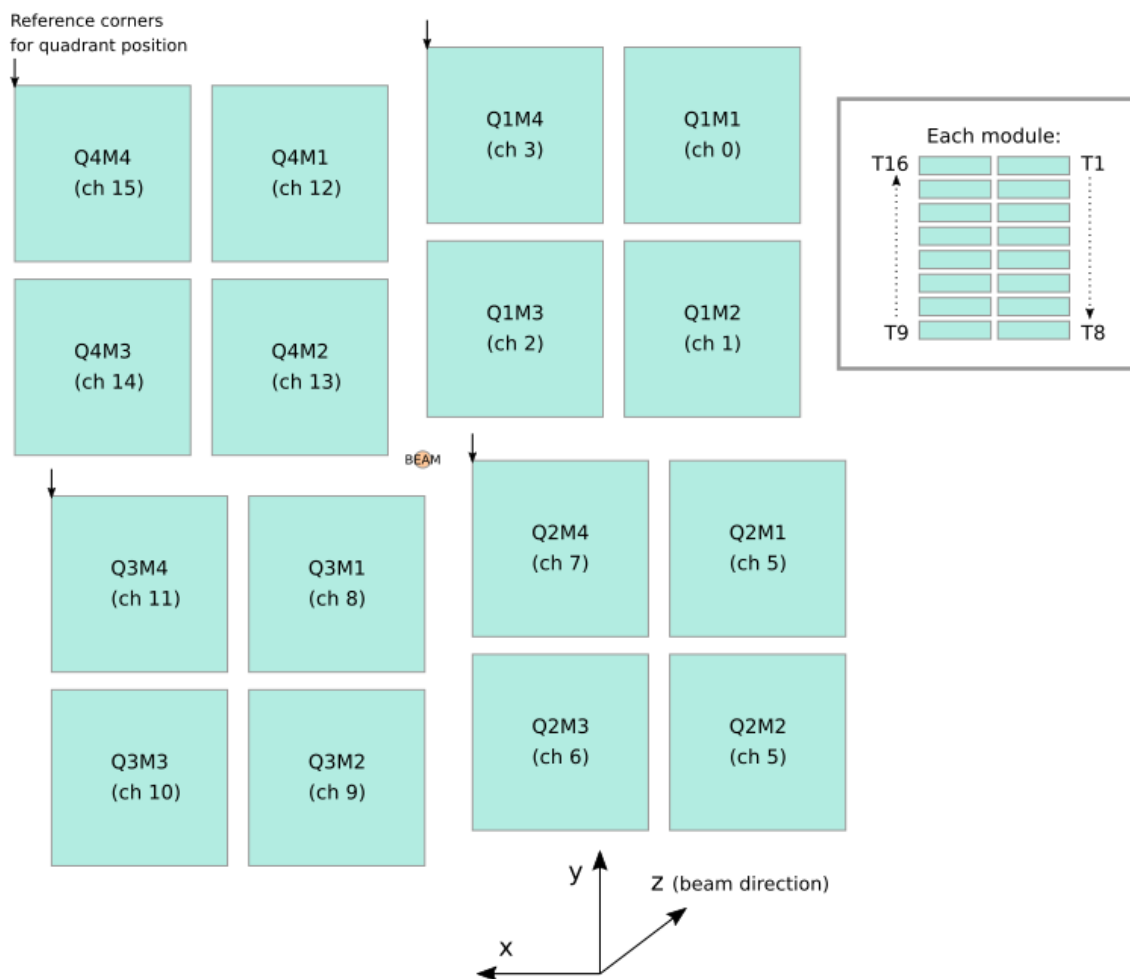 Reference corners
for quadrant position
Q4M4
(ch 15)
Q4M1
(ch 12)
Q1M4
(ch 3)
Q1M1
(ch 0)
Each module:
T16
T1
T9
T8
Q4M3
(ch 14)
Q4M2
(ch 13)
Q1M3
(ch 2)
Q1M2
(ch 1)
BEAM
Q3M4
(ch 11)
Q3M1
(ch 8)
Q2M4
(ch 7)
Q2M1
(ch 5)
Q3M3
(ch 10)
Q3M2
(ch 9)
Q2M3
(ch 6)
Q2M2
(ch 5)
y
z (beam direction)
x